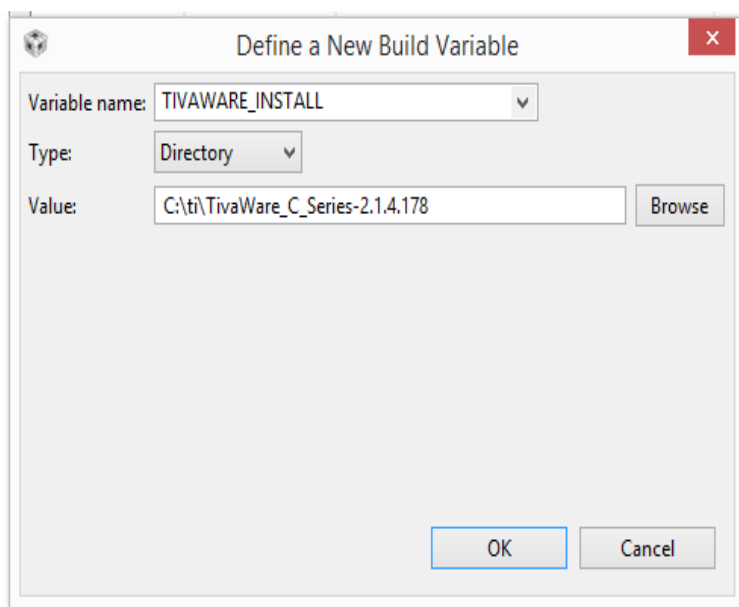 Define a New Build Variable
x
Variable name: TIVAWARE_INSTALL
Type: Directory
Value: C:\ti\TivaWare_C_Series-2.1.4.178 Browse
OK Cancel